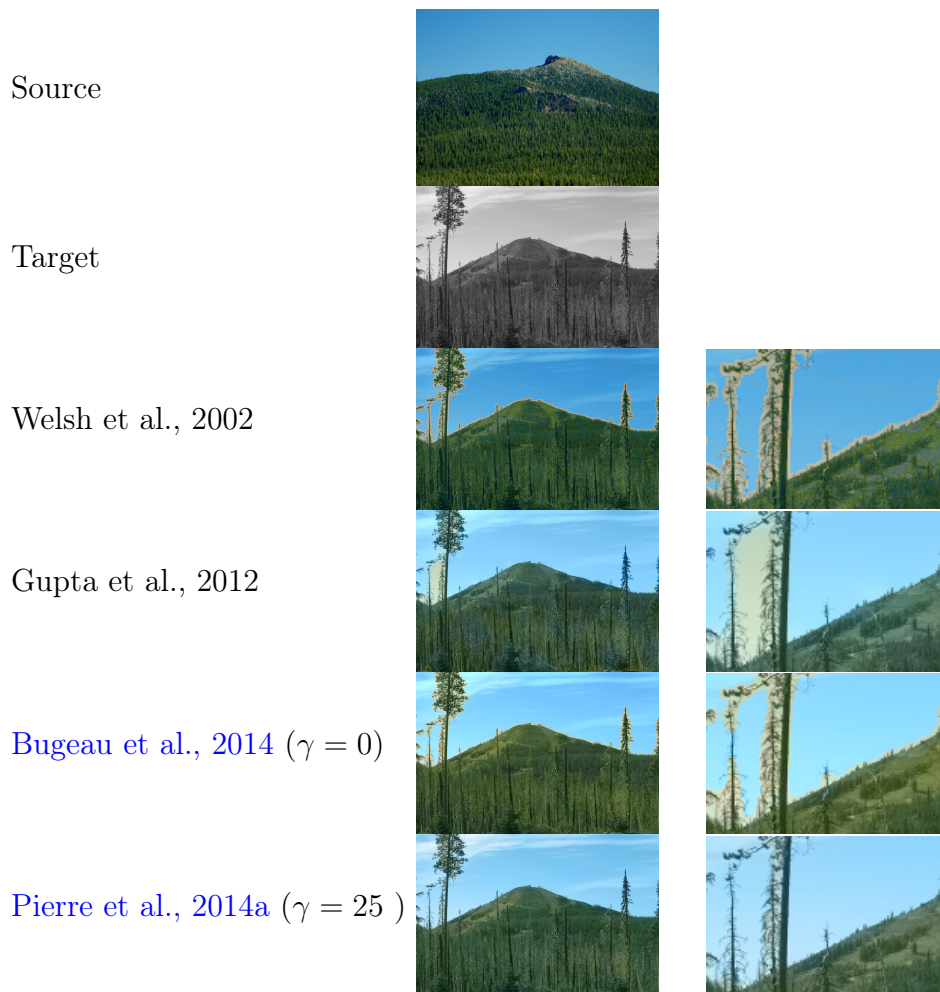 Source
Target
Welsh et al., 2002
Gupta et al., 2012
Bugeau et al., 2014 (γ = 0)
Pierre et al., 2014a (γ = 25 )